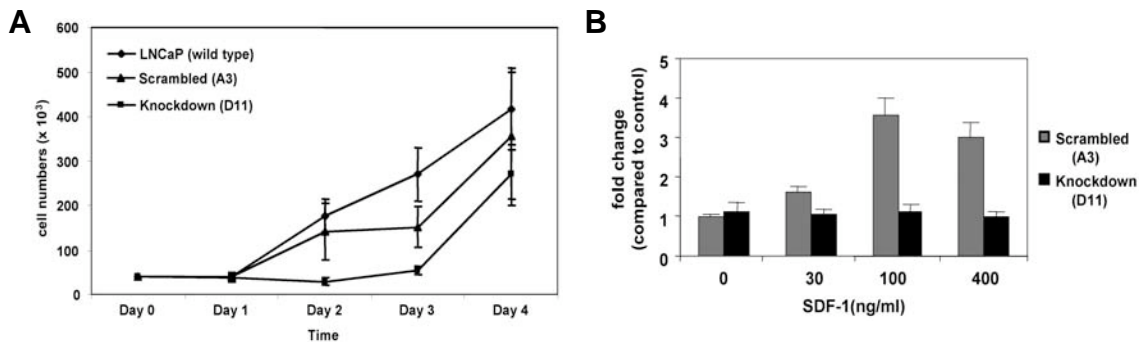 A
600
500
400
300
200
100
0
cell numbers (x 10³)
LNCaP (wild type)
Scrambled (A3)
Knockdown (D11)
Day 0 Day 1 Day 2 Day 3 Day 4
Time
B
5
4
3
2
1
0
fold change
(compared to control)
0 30 100 400
SDF-1(ng/ml)
Scrambled
(A3)
Knockdown
(D11)